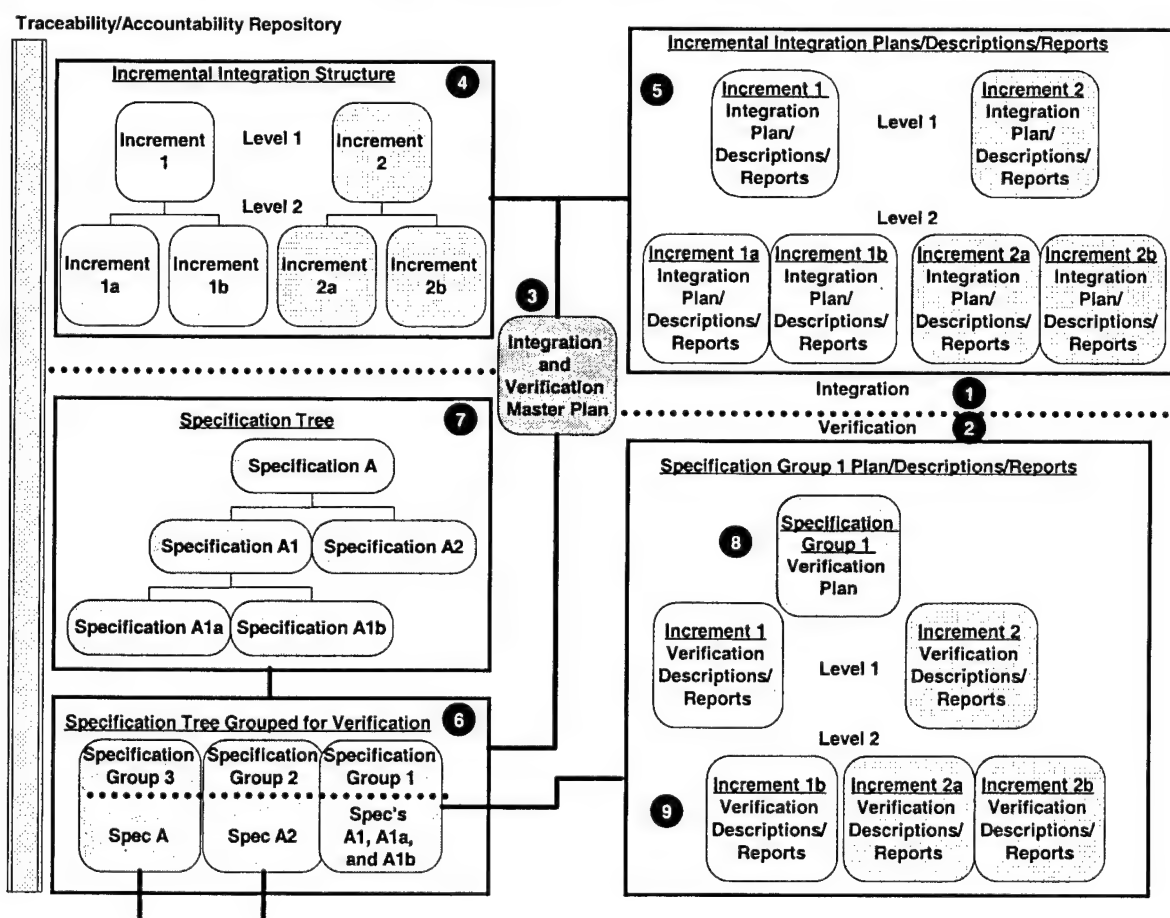 Traceability/Accountability Repository
Incremental Integration Structure
4
Increment
1
Level 1
Increment
2
Level 2
Increment
1a
Increment
1b
Increment
2a
Increment
2b
Incremental Integration Plans/Descriptions/Reports
5
Increment 1
Integration
Plan/
Descriptions/
Reports
Level 1
Increment 2
Integration
Plan/
Descriptions/
Reports
Level 2
Increment 1a
Integration
Plan/
Descriptions/
Reports
Increment 1b
Integration
Plan/
Descriptions/
Reports
Increment 2a
Integration
Plan/
Descriptions/
Reports
Increment 2b
Integration
Plan/
Descriptions/
Reports
3
Integration
and
Verification
Master Plan
Integration
1
Verification
2
Specification Tree
7
Specification A
Specification A1
Specification A2
Specification A1a
Specification A1b
Specification Tree Grouped for Verification
6
Specification
Group 3
Spec A
Specification
Group 2
Spec A2
Specification
Group 1
Spec's
A1, A1a,
and A1b
Specification Group 1 Plan/Descriptions/Reports
8
Specification
Group 1
Verification
Plan
Increment 1
Verification
Descriptions/
Reports
Level 1
Increment 2
Verification
Descriptions/
Reports
Level 2
9
Increment 1b
Verification
Descriptions/
Reports
Increment 2a
Verification
Descriptions/
Reports
Increment 2b
Verification
Descriptions/
Reports